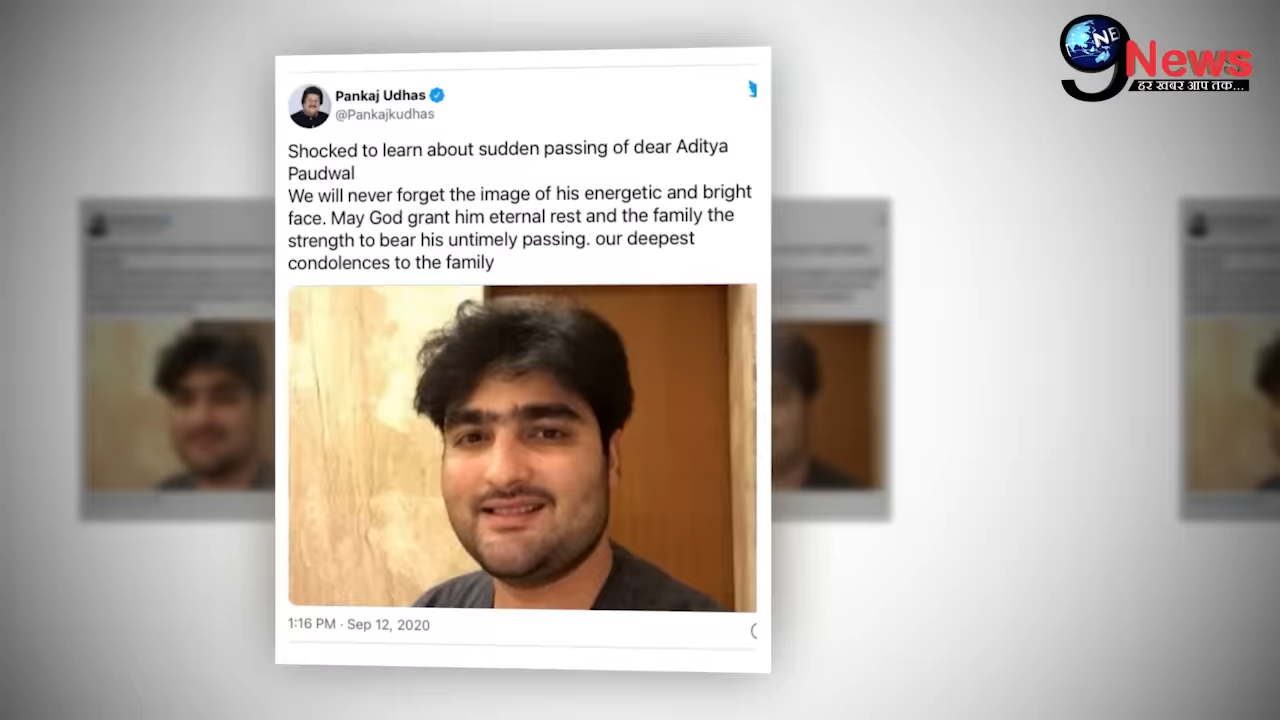 NE
9 News
हर खबर आप तक...
Pankaj Udhas
@Pankajkudhas
Shocked to learn about sudden passing of dear Aditya
Paudwal
We will never forget the image of his energetic and bright
face. May God grant him eternal rest and the family the
strength to bear his untimely passing. our deepest
condolences to the family
1:16 PM · Sep 12, 2020